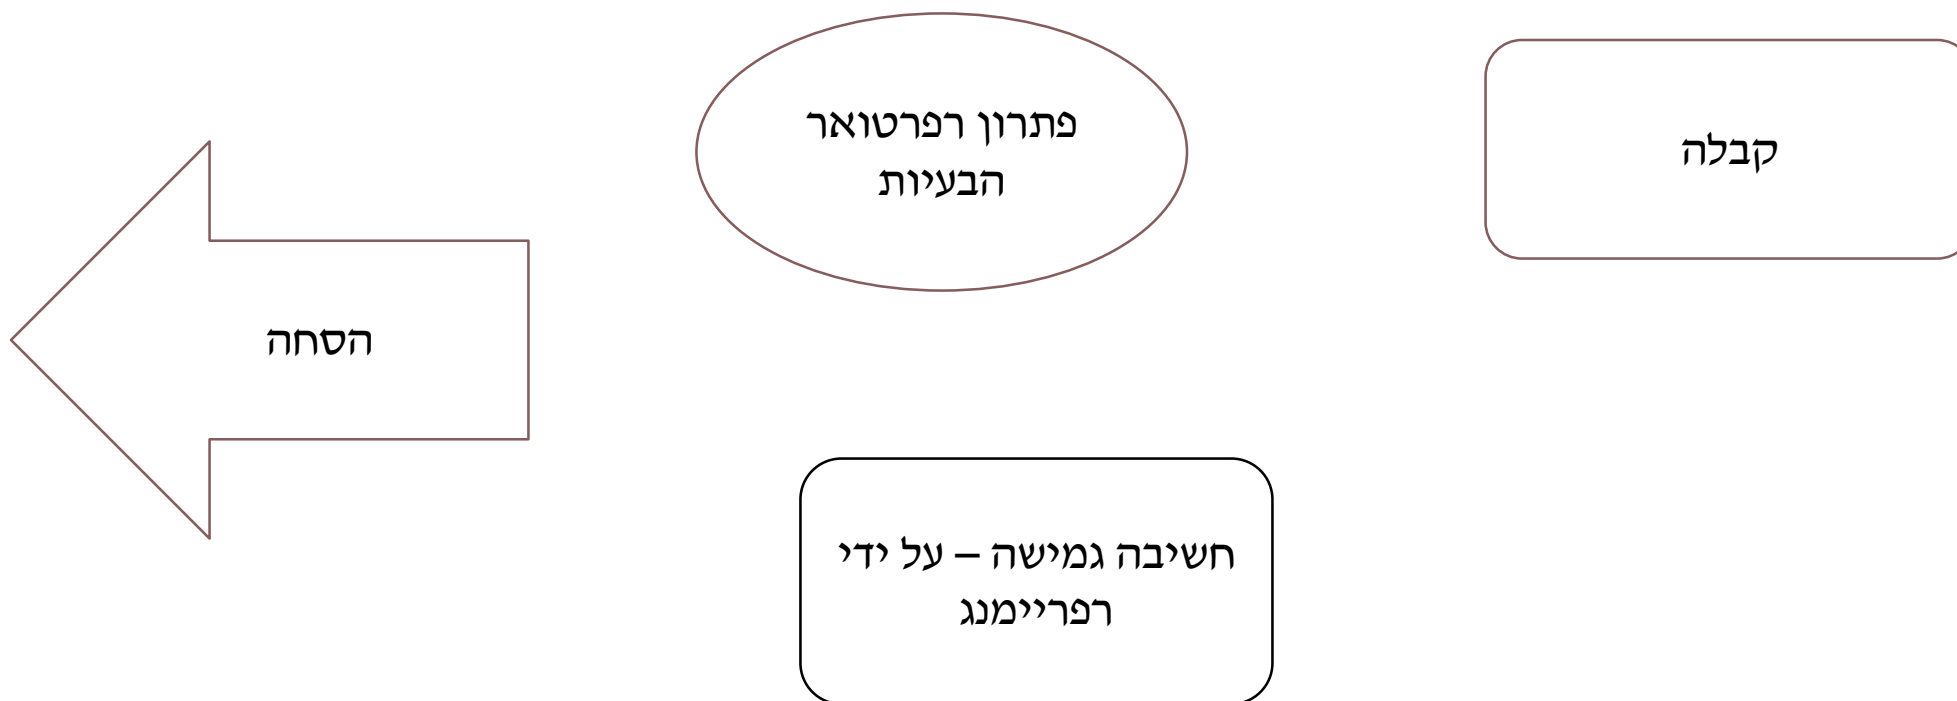 קבלה
פתרון רפרטואר
הבעיות
הסחה
חשיבה גמישה – על ידי
רפריימנג